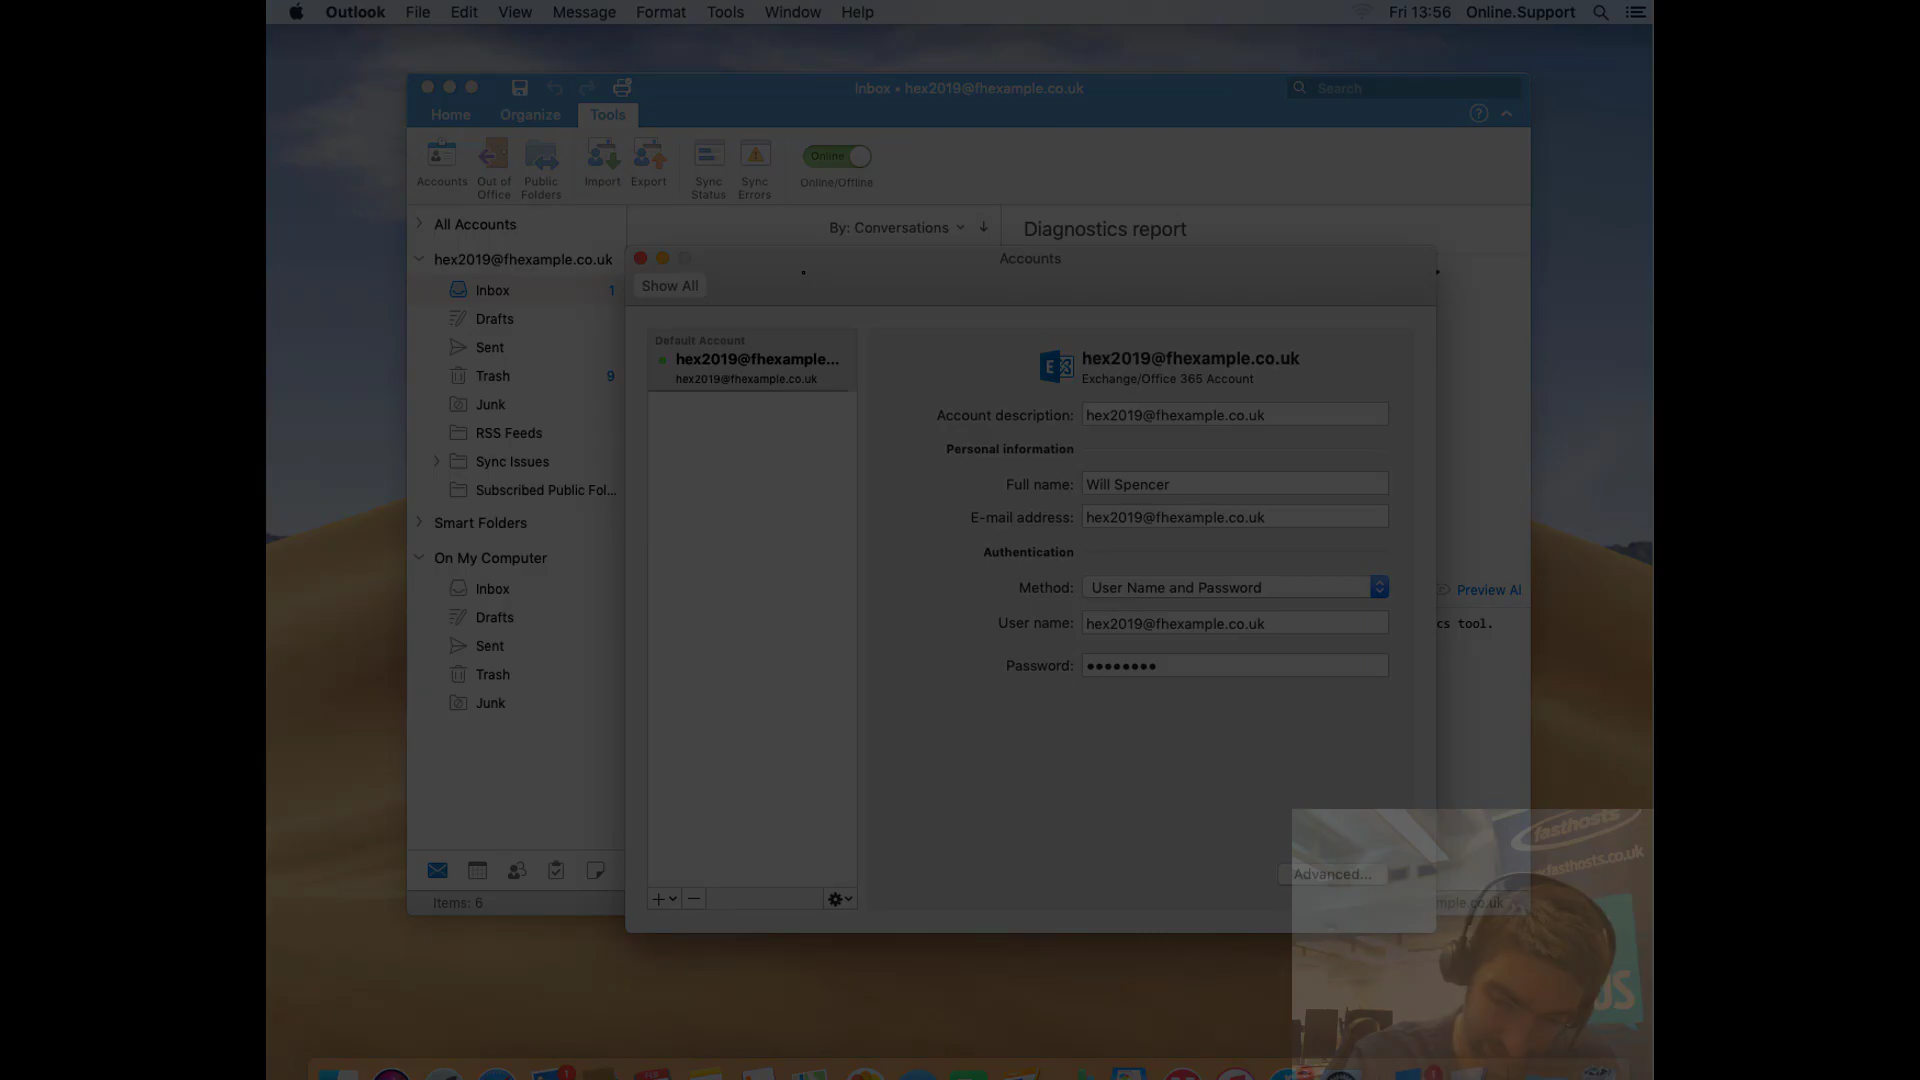 Outlook File Edit View Message Format Tools Window Help Fri 13:56 Online.Support
Inbox • hex2019@fhexample.co.uk Search
Home Organize Tools
Online
Accounts Out of Office Public Folders Import Export Sync Status Sync Errors Online/Offline
All Accounts
By: Conversations
Diagnostics report
hex2019@fhexample.co.uk
Inbox 1
Drafts
Sent
Trash 9
Junk
RSS Feeds
Sync Issues
Subscribed Public Fol...
Smart Folders
On My Computer
Inbox
Drafts
Sent
Trash
Junk
Items: 6
Accounts
Show All
Default Account
hex2019@fhexample...
hex2019@fhexample.co.uk
hex2019@fhexample.co.uk
Exchange/Office 365 Account
Account description: hex2019@fhexample.co.uk
Personal information
Full name: Will Spencer
E-mail address: hex2019@fhexample.co.uk
Authentication
Method: User Name and Password
User name: hex2019@fhexample.co.uk
Password: ••••••••
Advanced...
Preview Al
cs tool.
mple.co.uk
fasthosts
.fasthosts.co.uk